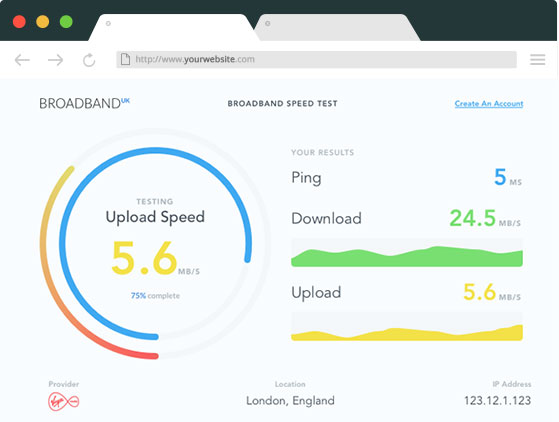 http://www.yourwebsite.com
BROADBANDUK
BROADBAND SPEED TEST
Create An Account
TESTING
Upload Speed
5.6 MB/S
75% complete
YOUR RESULTS
Ping 5 MS
Download 24.5 MB/S
Upload 5.6 MB/S
Provider
Virgin
Location
London, England
IP Address
123.12.1.123